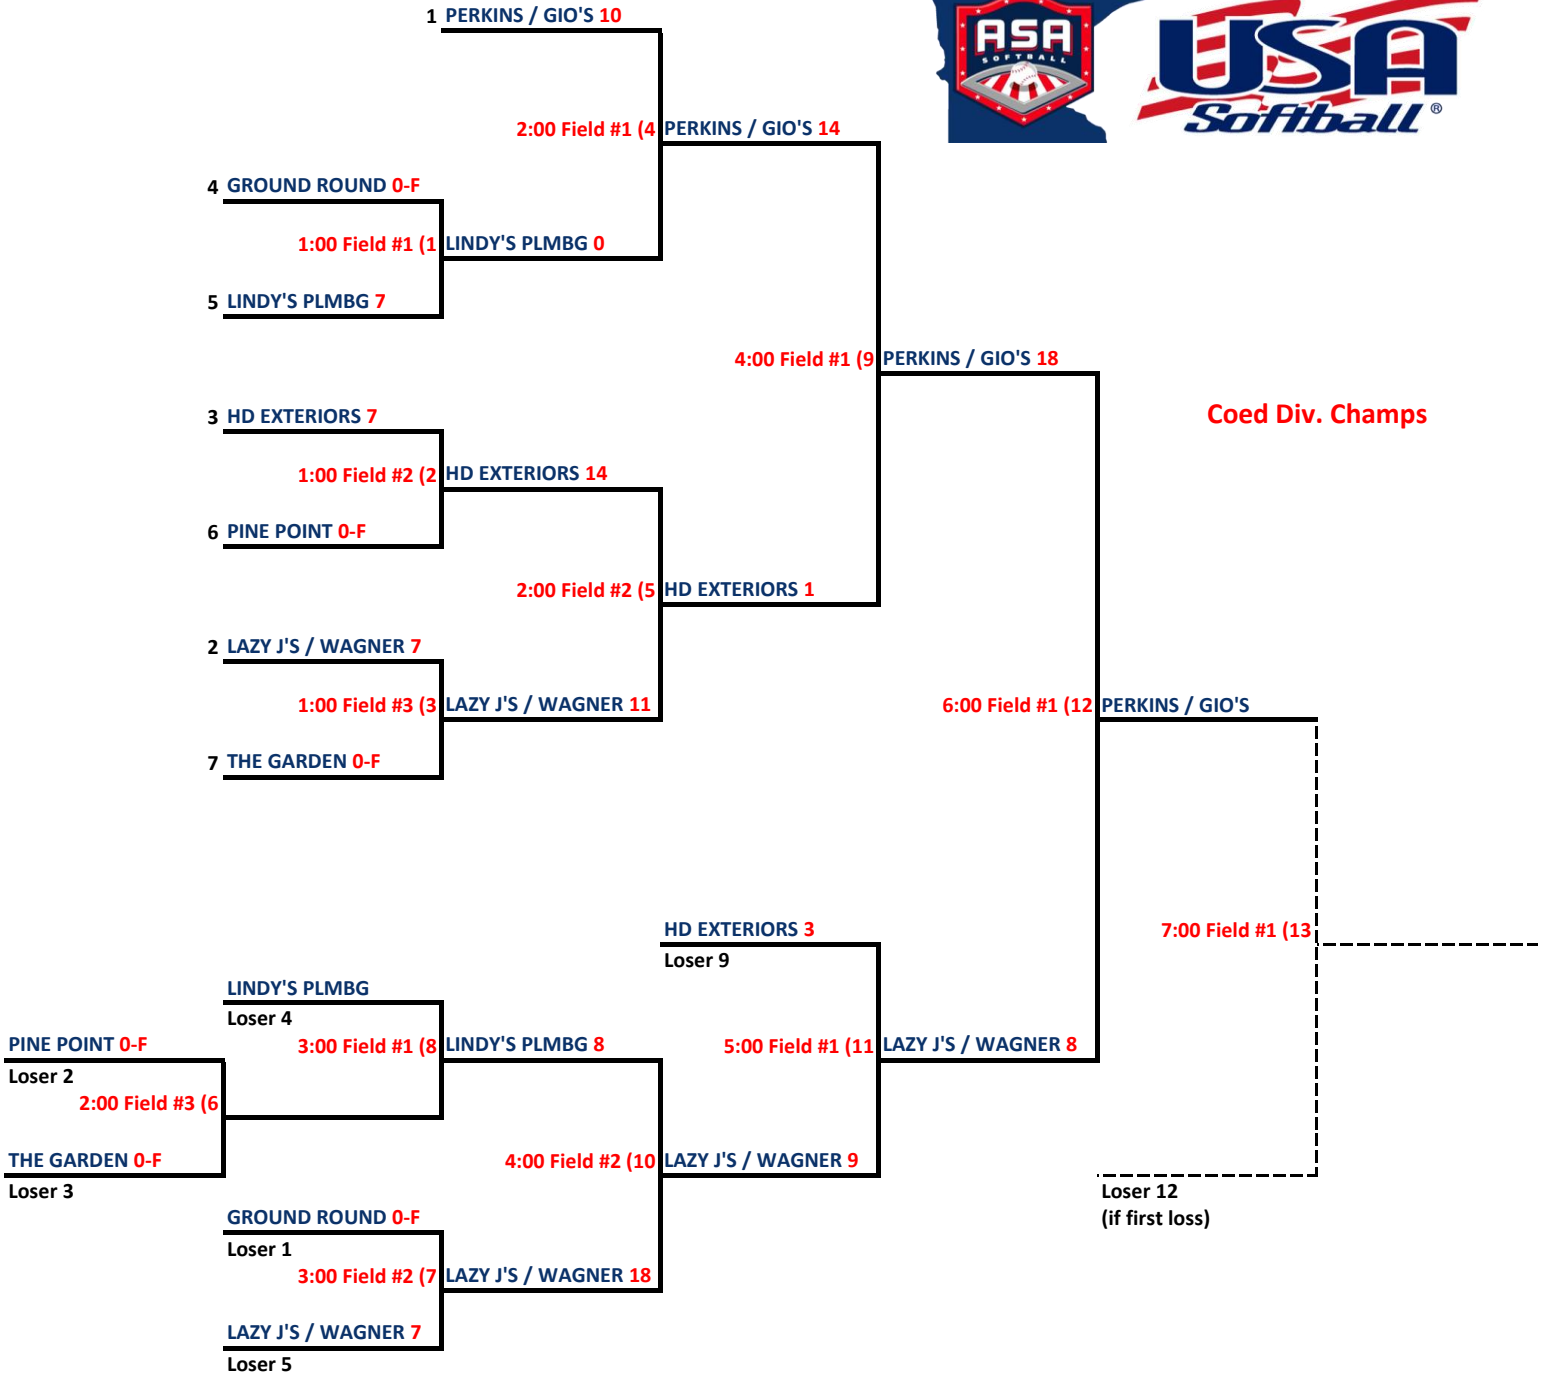 1 PERKINS / GIO'S 10
ASA
SOFTBALL
USA
Softball ®
2:00 Field #1 (4 PERKINS / GIO'S 14
4 GROUND ROUND 0-F
1:00 Field #1 (1 LINDY'S PLMBG 0
5 LINDY'S PLMBG 7
4:00 Field #1 (9 PERKINS / GIO'S 18
3 HD EXTERIORS 7
Coed Div. Champs
1:00 Field #2 (2 HD EXTERIORS 14
6 PINE POINT 0-F
2:00 Field #2 (5 HD EXTERIORS 1
2 LAZY J'S / WAGNER 7
1:00 Field #3 (3 LAZY J'S / WAGNER 11
6:00 Field #1 (12 PERKINS / GIO'S
7 THE GARDEN 0-F
HD EXTERIORS 3
7:00 Field #1 (13
Loser 9
LINDY'S PLMBG
Loser 4
PINE POINT 0-F
3:00 Field #1 (8 LINDY'S PLMBG 8
5:00 Field #1 (11 LAZY J'S / WAGNER 8
Loser 2
2:00 Field #3 (6
THE GARDEN 0-F
4:00 Field #2 (10 LAZY J'S / WAGNER 9
Loser 3
Loser 12
(if first loss)
GROUND ROUND 0-F
Loser 1
3:00 Field #2 (7 LAZY J'S / WAGNER 18
LAZY J'S / WAGNER 7
Loser 5